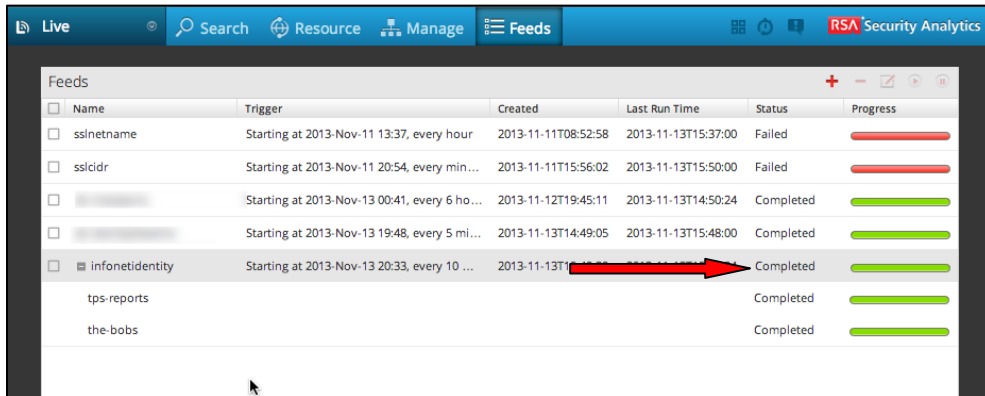 Live Search Resource Manage Feeds RSA Security Analytics
Feeds
Name Trigger Created Last Run Time Status Progress
sslnetname Starting at 2013-Nov-11 13:37, every hour 2013-11-11T08:52:58 2013-11-13T15:37:00 Failed
sslcidr Starting at 2013-Nov-11 20:54, every min... 2013-11-11T15:56:02 2013-11-13T15:50:00 Failed
Starting at 2013-Nov-13 00:41, every 6 ho... 2013-11-12T19:45:11 2013-11-13T14:50:24 Completed
Starting at 2013-Nov-13 19:48, every 5 mi... 2013-11-13T14:49:05 2013-11-13T15:48:00 Completed
infonetidentity Starting at 2013-Nov-13 20:33, every 10 ... Completed
tps-reports Completed
the-bobs Completed